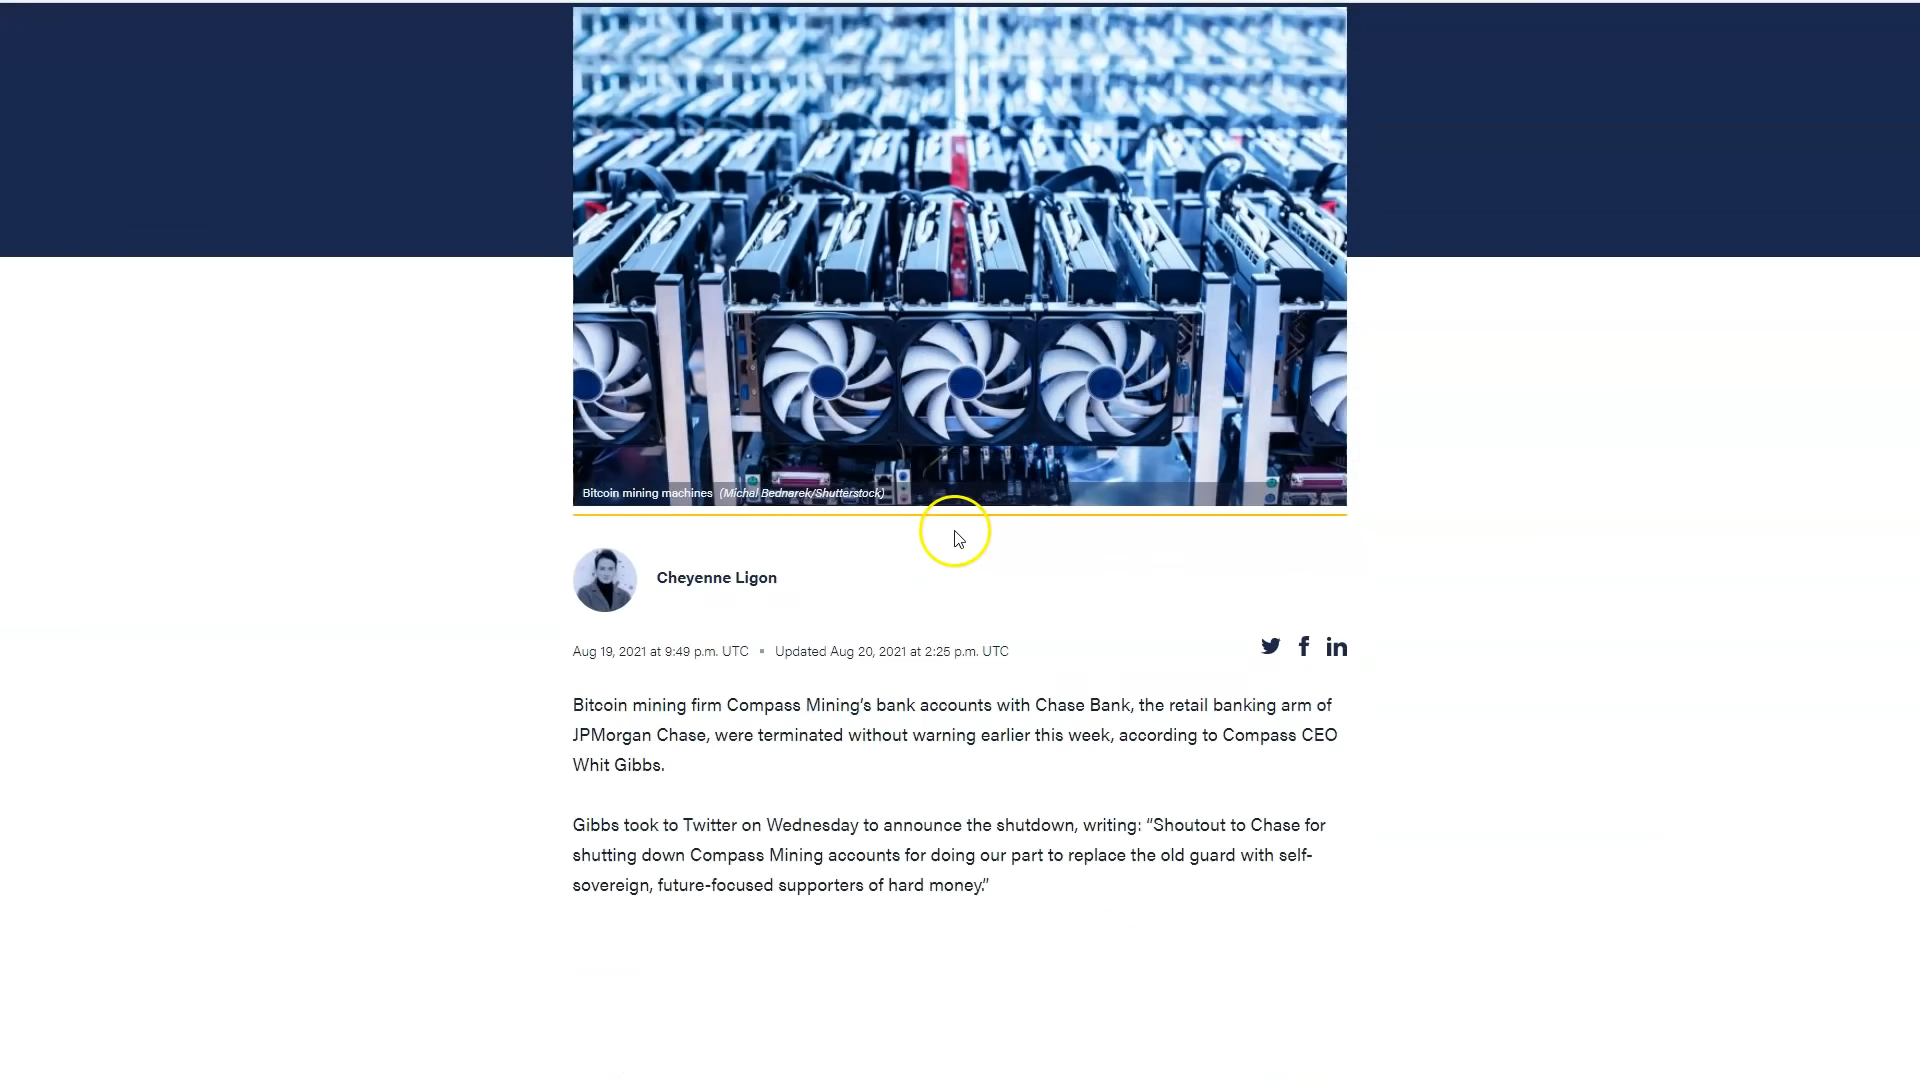 Bitcoin mining machines (Michal Bednarek/Shutterstock)
Cheyenne Ligon
Aug 19, 2021 at 9:49 p.m. UTC ▪ Updated Aug 20, 2021 at 2:25 p.m. UTC
Bitcoin mining firm Compass Mining’s bank accounts with Chase Bank, the retail banking arm of
JPMorgan Chase, were terminated without warning earlier this week, according to Compass CEO
Whit Gibbs.
Gibbs took to Twitter on Wednesday to announce the shutdown, writing: “Shoutout to Chase for
shutting down Compass Mining accounts for doing our part to replace the old guard with self-
sovereign, future-focused supporters of hard money.”